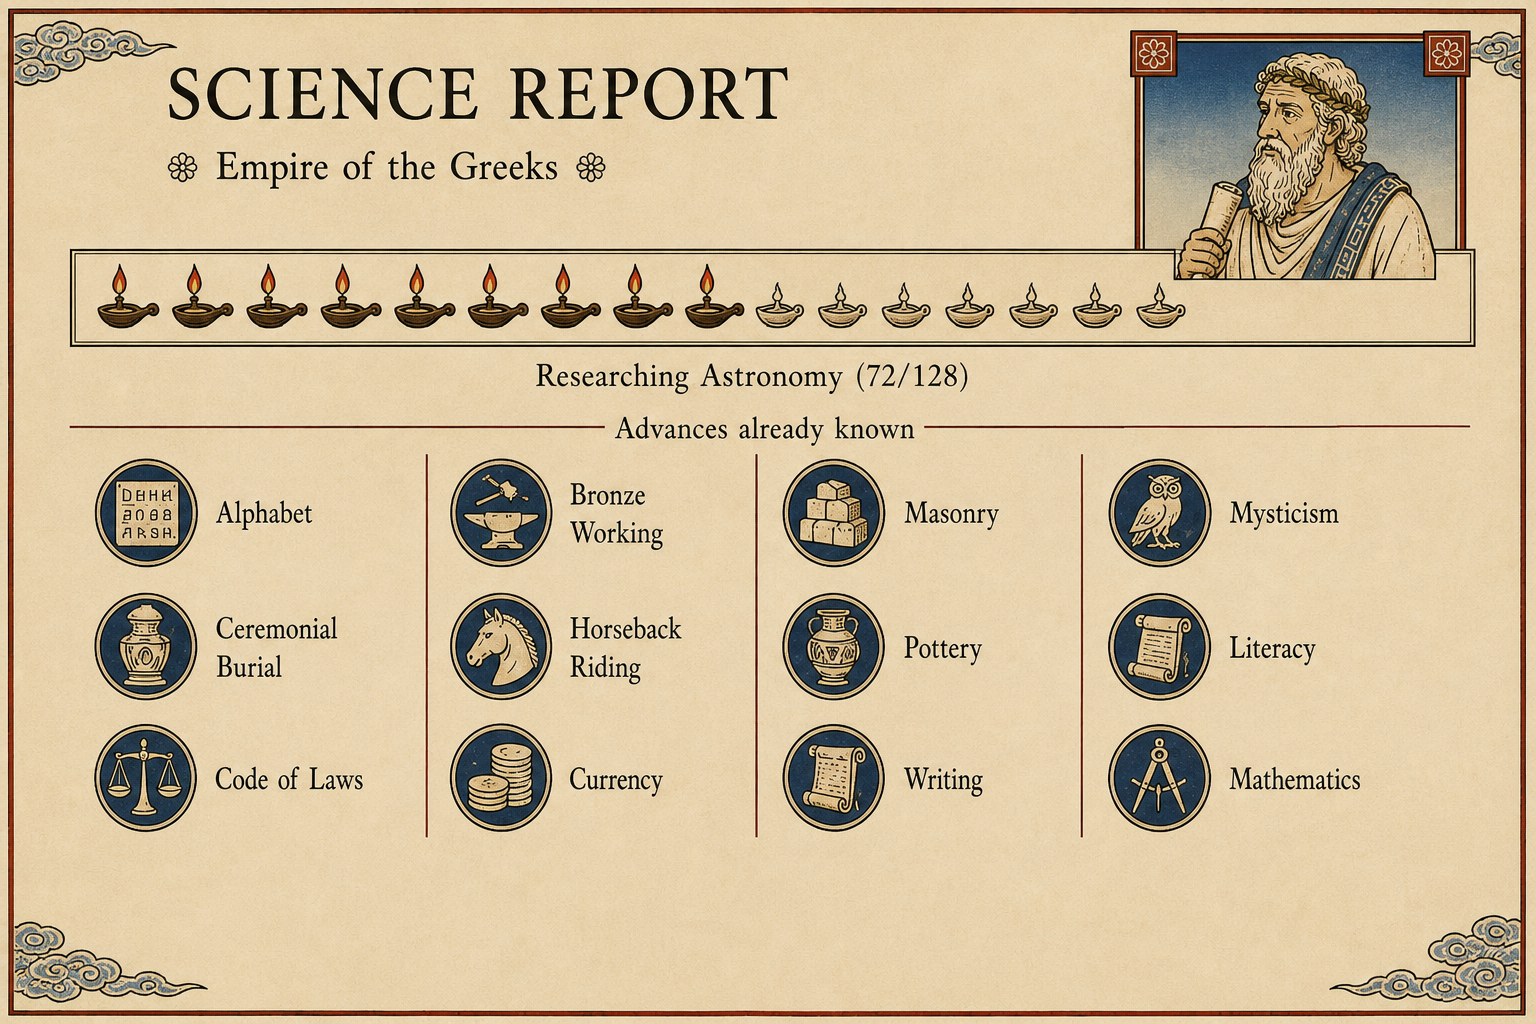 SCIENCE REPORT
Empire of the Greeks
Researching Astronomy (72/128)
Advances already known
Alphabet
Bronze
Working
Masonry
Mysticism
Ceremonial
Burial
Horseback
Riding
Pottery
Literacy
Code of Laws
Currency
Writing
Mathematics